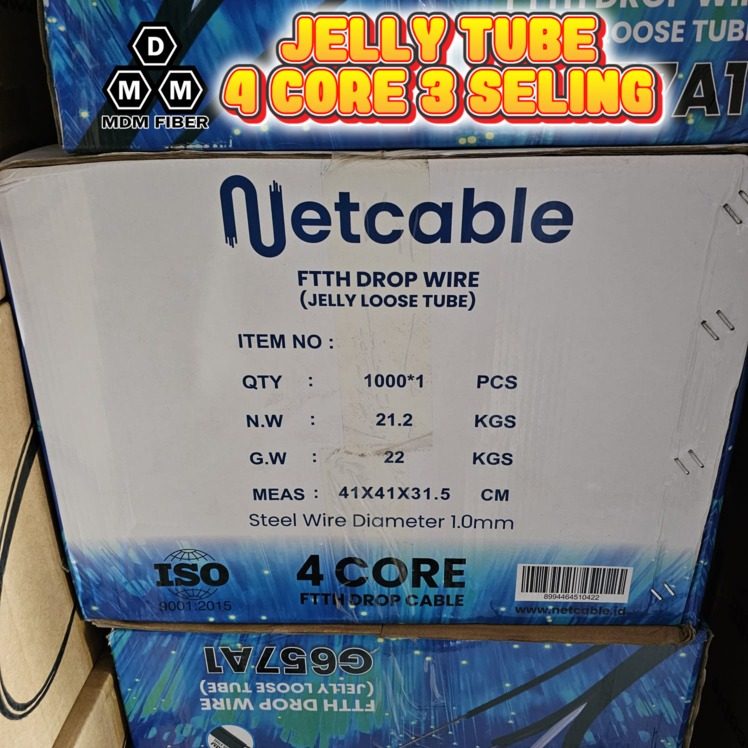 JELLY TUBE
4 CORE 3 SELING
D
M M
MDM FIBER
OOSE TUB
7A1
Netcable
FTTH DROP WIRE
(JELLY LOOSE TUBE)
ITEM NO :
QTY : 1000*1 PCS
N.W : 21.2 KGS
G.W : 22 KGS
MEAS : 41X41X31.5 CM
Steel Wire Diameter 1.0mm
ISO
9001:2015
4 CORE
FTTH DROP CABLE
8994464510422
www.netcable.id
G657A1
(JELLY LOOSE TUBE)
FTTH DROP WIRE